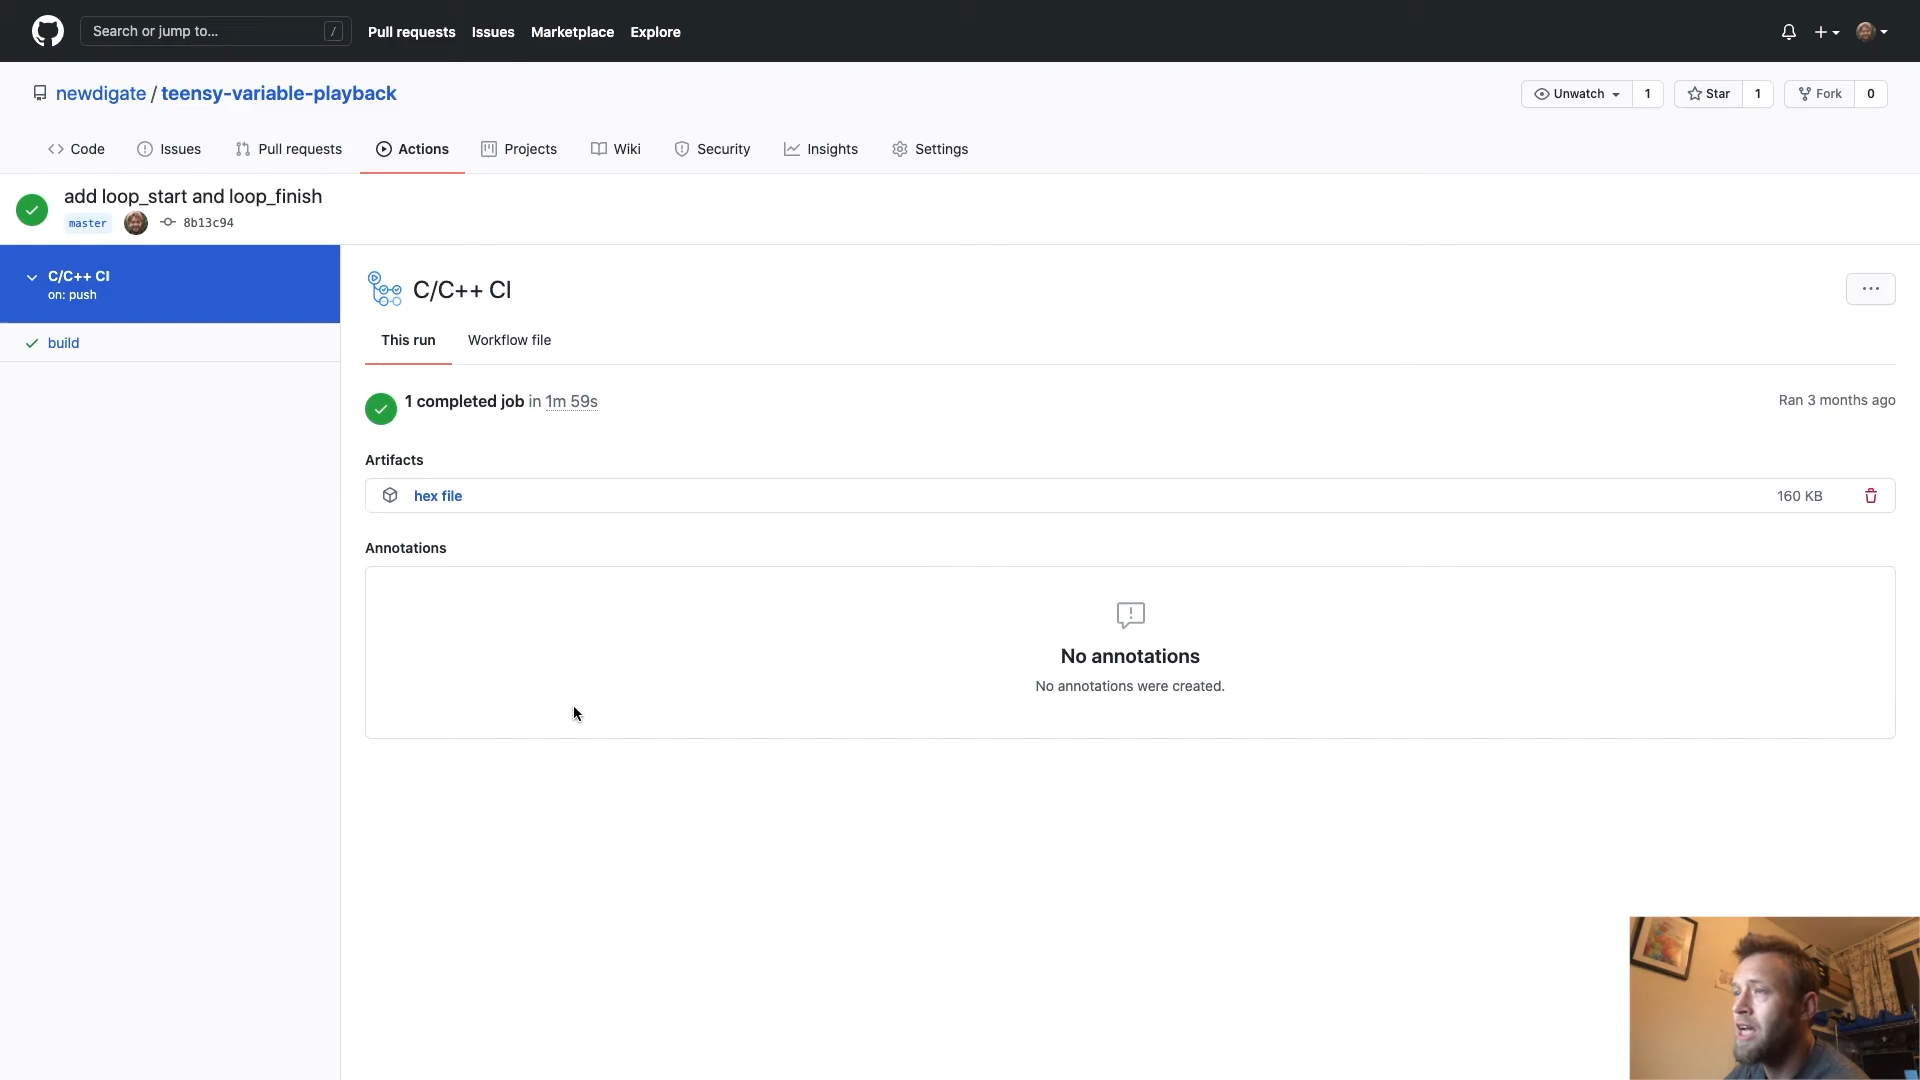 Search or jump to... /
Pull requests Issues Marketplace Explore
newdigate / teensy-variable-playback
Unwatch 1 Star 1 Fork 0
Code Issues Pull requests Actions Projects Wiki Security Insights Settings
add loop_start and loop_finish
master 8b13c94
C/C++ CI
on: push
build
C/C++ CI
This run Workflow file
1 completed job in 1m 59s
Ran 3 months ago
Artifacts
hex file 160 KB
Annotations
No annotations
No annotations were created.